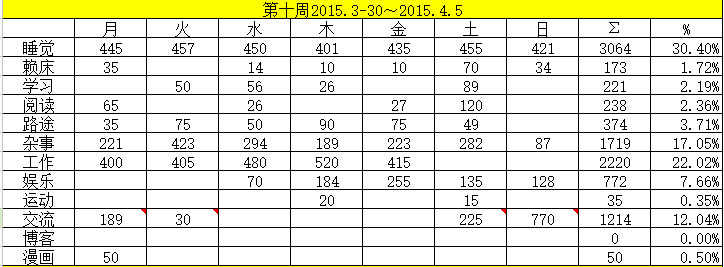 第十周2015.3-30～2015.4.5
月 火 水 木 金 土 日 Σ %
睡觉 445 457 450 401 435 455 421 3064 30.40%
赖床 35 14 10 10 70 34 173 1.72%
学习 50 56 26 89 221 2.19%
阅读 65 26 27 120 238 2.36%
路途 35 75 50 90 75 49 374 3.71%
杂事 221 423 294 189 223 282 87 1719 17.05%
工作 400 405 480 520 415 2220 22.02%
娱乐 70 184 255 135 128 772 7.66%
运动 20 15 35 0.35%
交流 189 30 225 770 1214 12.04%
博客 0 0.00%
漫画 50 50 0.50%